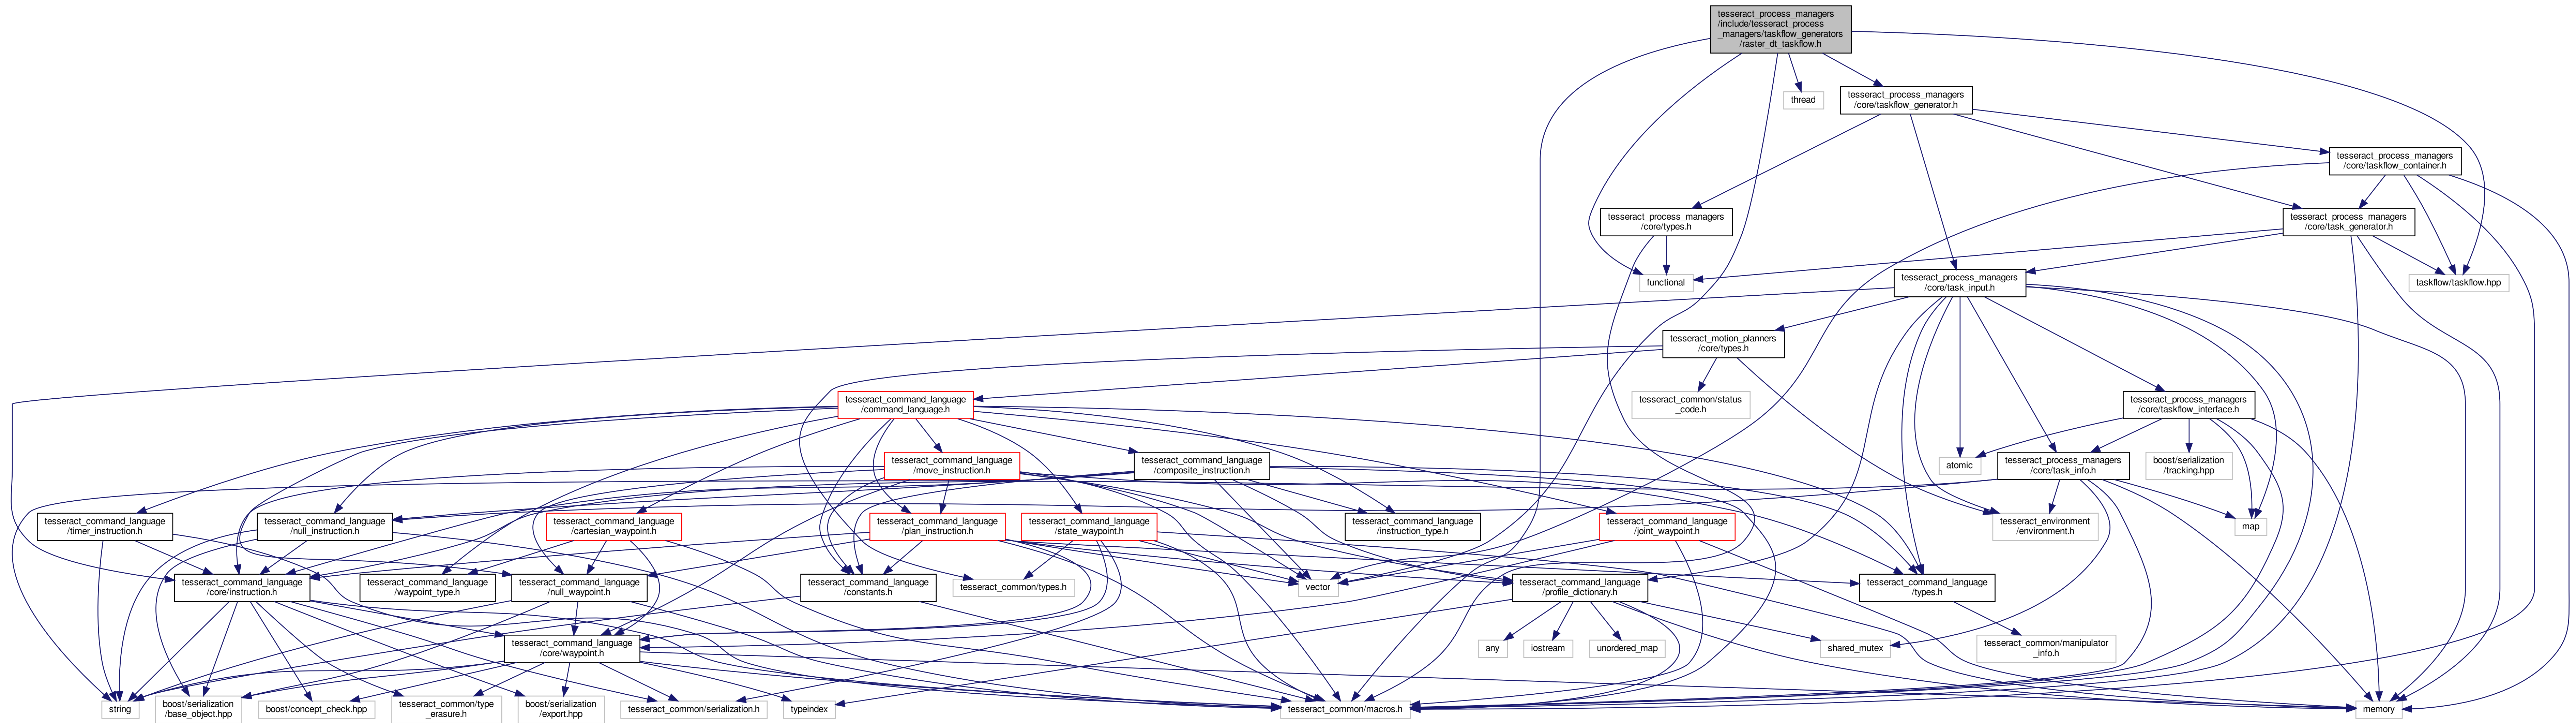 tesseract_process_managers
/include/tesseract_process
_managers/taskflow_generators
/raster_dt_taskflow.h
thread
tesseract_process_managers
/core/taskflow_generator.h
tesseract_process_managers
/core/taskflow_container.h
tesseract_process_managers
/core/types.h
tesseract_process_managers
/core/task_generator.h
functional
tesseract_process_managers
/core/task_input.h
taskflow/taskflow.hpp
tesseract_motion_planners
/core/types.h
tesseract_command_language
/command_language.h
tesseract_common/status
_code.h
tesseract_process_managers
/core/taskflow_interface.h
tesseract_command_language
/move_instruction.h
tesseract_command_language
/composite_instruction.h
atomic
tesseract_process_managers
/core/task_info.h
boost/serialization
/tracking.hpp
tesseract_command_language
/timer_instruction.h
tesseract_command_language
/null_instruction.h
tesseract_command_language
/cartesian_waypoint.h
tesseract_command_language
/plan_instruction.h
tesseract_command_language
/state_waypoint.h
tesseract_command_language
/instruction_type.h
tesseract_command_language
/joint_waypoint.h
tesseract_environment
/environment.h
map
tesseract_command_language
/core/instruction.h
tesseract_command_language
/waypoint_type.h
tesseract_command_language
/null_waypoint.h
tesseract_command_language
/constants.h
tesseract_common/types.h
vector
tesseract_command_language
/profile_dictionary.h
tesseract_command_language
/types.h
tesseract_command_language
/core/waypoint.h
any
iostream
unordered_map
shared_mutex
tesseract_common/manipulator
_info.h
string
boost/serialization
/base_object.hpp
boost/concept_check.hpp
tesseract_common/type
_erasure.h
boost/serialization
/export.hpp
tesseract_common/serialization.h
typeindex
tesseract_common/macros.h
memory